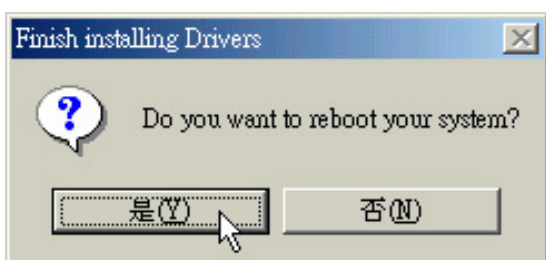 Finish installing Drivers
Do you want to reboot your system?
是(Y) 否(N)